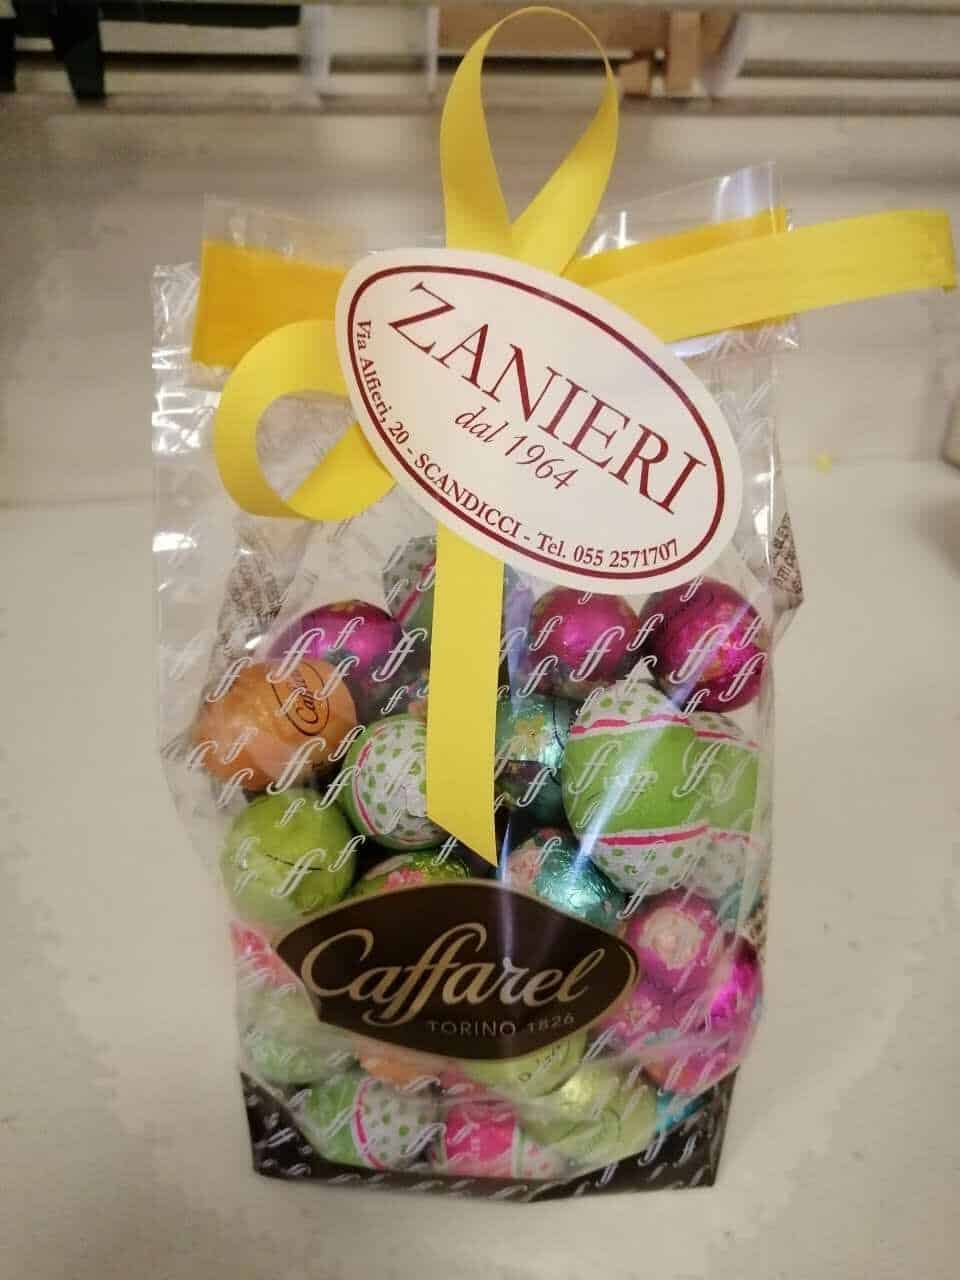 ZANIERI
dal 1964
Via Alfieri, 20 - SCANDICCI - Tel. 055 2571707
Caffarel
TORINO 1826